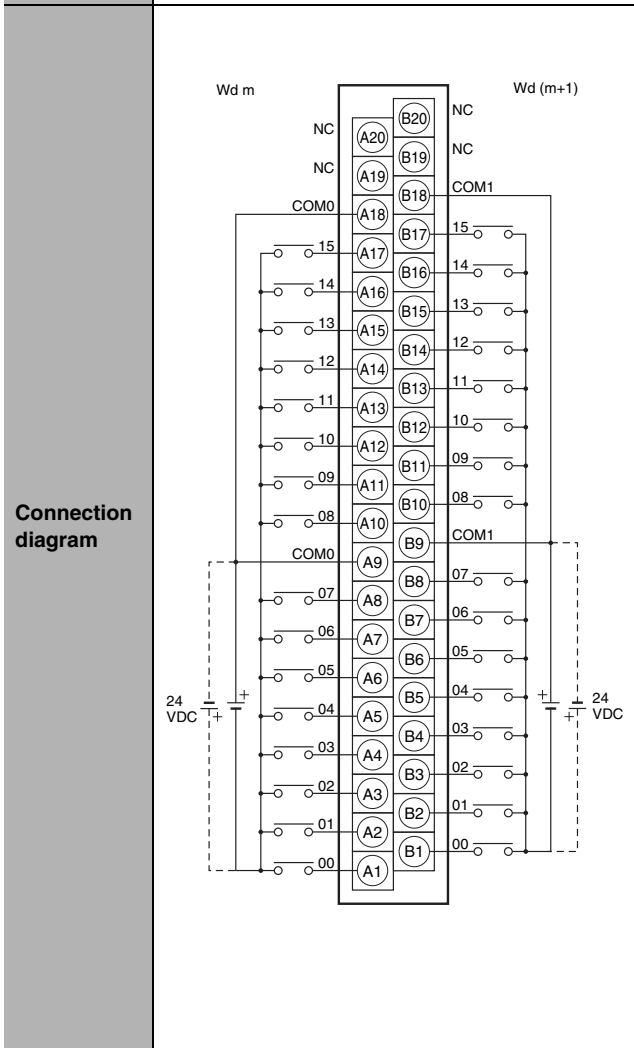 Connection
diagram
Wd m
Wd (m+1)
NC A20 B20 NC
NC A19 B19 NC
COM0 A18 B18 COM1
15 A17 B17 15
14 A16 B16 14
13 A15 B15 13
12 A14 B14 12
11 A13 B13 11
10 A12 B12 10
09 A11 B11 09
08 A10 B10 08
COM0 A9 B9 COM1
07 A8 B8 07
06 A7 B7 06
05 A6 B6 05
04 A5 B5 04
03 A4 B4 03
02 A3 B3 02
01 A2 B2 01
00 A1 B1 00
24
VDC
+ +
+ +
24
VDC